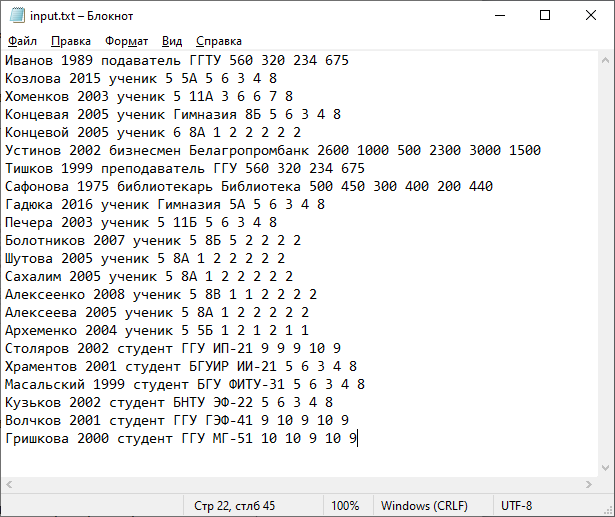 input.txt – Блокнот
Файл Правка Формат Вид Справка
Иванов 1989 подаватель ГГТУ 560 320 234 675
Козлова 2015 ученик 5 5А 5 6 3 4 8
Хоменков 2003 ученик 5 11А 3 6 6 7 8
Концевая 2005 ученик Гимназия 8Б 5 6 3 4 8
Концевой 2005 ученик 6 8А 1 2 2 2 2 2
Устинов 2002 бизнесмен Белагропромбанк 2600 1000 500 2300 3000 1500
Тишков 1999 преподаватель ГГУ 560 320 234 675
Сафонова 1975 библиотекарь Библиотека 500 450 300 400 200 440
Гадюка 2016 ученик Гимназия 5А 5 6 3 4 8
Печера 2003 ученик 5 11Б 5 6 3 4 8
Болотников 2007 ученик 5 8Б 5 2 2 2 2
Шутова 2005 ученик 5 8А 1 2 2 2 2 2
Сахалим 2005 ученик 5 8А 1 2 2 2 2 2
Алексеенко 2008 ученик 5 8В 1 1 2 2 2 2
Алексеева 2005 ученик 5 8А 1 2 2 2 2 2
Археменко 2004 ученик 5 5Б 1 2 1 2 1 1
Столяров 2002 студент ГГУ ИП-21 9 9 9 10 9
Храментов 2001 студент БГУИР ИИ-21 5 6 3 4 8
Масальский 1999 студент БГУ ФИТУ-31 5 6 3 4 8
Кузьков 2002 студент БНТУ ЭФ-22 5 6 3 4 8
Волчков 2001 студент ГГУ ГЭФ-41 9 10 9 10 9
Гришкова 2000 студент ГГУ МГ-51 10 10 9 10 9
Стр 22, стлб 45 100% Windows (CRLF) UTF-8